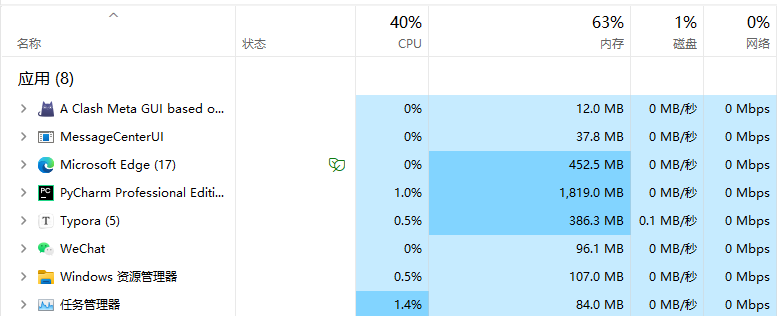 40% 63% 1% 0%
名称 状态 CPU 内存 磁盘 网络
应用 (8)
A Clash Meta GUI based o... 0% 12.0 MB 0 MB/秒 0 Mbps
MessageCenterUI 0% 37.8 MB 0 MB/秒 0 Mbps
Microsoft Edge (17) 0% 452.5 MB 0 MB/秒 0 Mbps
PC PyCharm Professional Editi... 1.0% 1,819.0 MB 0 MB/秒 0 Mbps
T Typora (5) 0.5% 386.3 MB 0.1 MB/秒 0 Mbps
WeChat 0% 96.1 MB 0 MB/秒 0 Mbps
Windows 资源管理器 0.5% 107.0 MB 0 MB/秒 0 Mbps
任务管理器 1.4% 84.0 MB 0 MB/秒 0 Mbps